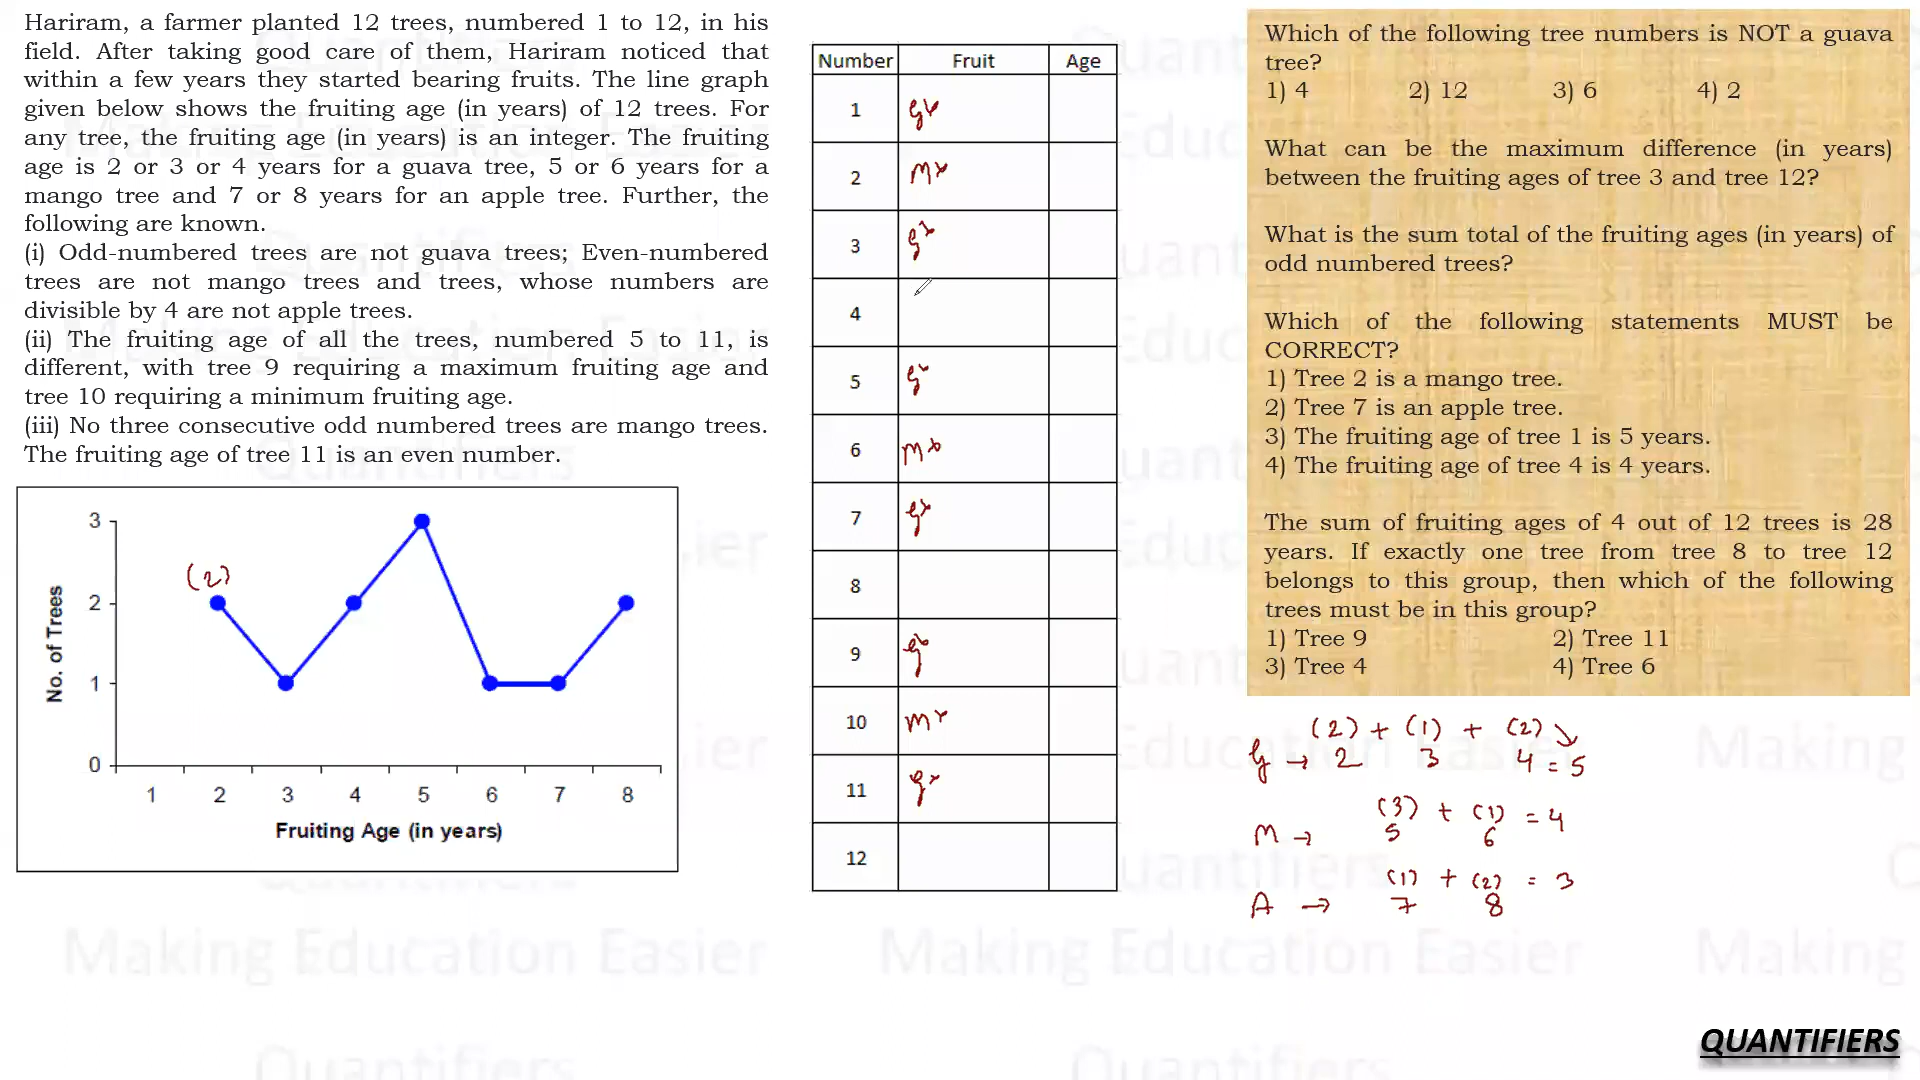 Hariram, a farmer planted 12 trees, numbered 1 to 12, in his
field. After taking good care of them, Hariram noticed that
within a few years they started bearing fruits. The line graph
given below shows the fruiting age (in years) of 12 trees. For
any tree, the fruiting age (in years) is an integer. The fruiting
age is 2 or 3 or 4 years for a guava tree, 5 or 6 years for a
mango tree and 7 or 8 years for an apple tree. Further, the
following are known.
(i) Odd-numbered trees are not guava trees; Even-numbered
trees are not mango trees and trees, whose numbers are
divisible by 4 are not apple trees.
(ii) The fruiting age of all the trees, numbered 5 to 11, is
different, with tree 9 requiring a maximum fruiting age and
tree 10 requiring a minimum fruiting age.
(iii) No three consecutive odd numbered trees are mango trees.
The fruiting age of tree 11 is an even number.
No. of Trees
3
2
1
0
(2)
1 2 3 4 5 6 7 8
Fruiting Age (in years)
Number Fruit Age
1 g×
2 m×
3 g×
4
5 g×
6 m×
7 g×
8
9 g×
10 m×
11 g×
12
Which of the following tree numbers is NOT a guava
tree?
1) 4 2) 12 3) 6 4) 2
What can be the maximum difference (in years)
between the fruiting ages of tree 3 and tree 12?
What is the sum total of the fruiting ages (in years) of
odd numbered trees?
Which of the following statements MUST be
CORRECT?
1) Tree 2 is a mango tree.
2) Tree 7 is an apple tree.
3) The fruiting age of tree 1 is 5 years.
4) The fruiting age of tree 4 is 4 years.
The sum of fruiting ages of 4 out of 12 trees is 28
years. If exactly one tree from tree 8 to tree 12
belongs to this group, then which of the following
trees must be in this group?
1) Tree 9 2) Tree 11
3) Tree 4 4) Tree 6
(2) + (1) + (2)
G → 2 3 4 = 5
(3) + (1) = 4
M → 5 6
(1) + (2) = 3
A → 7 8
Making Education Easier
Making Education Easier
Making
Quantifiers
QUANTIFIERS